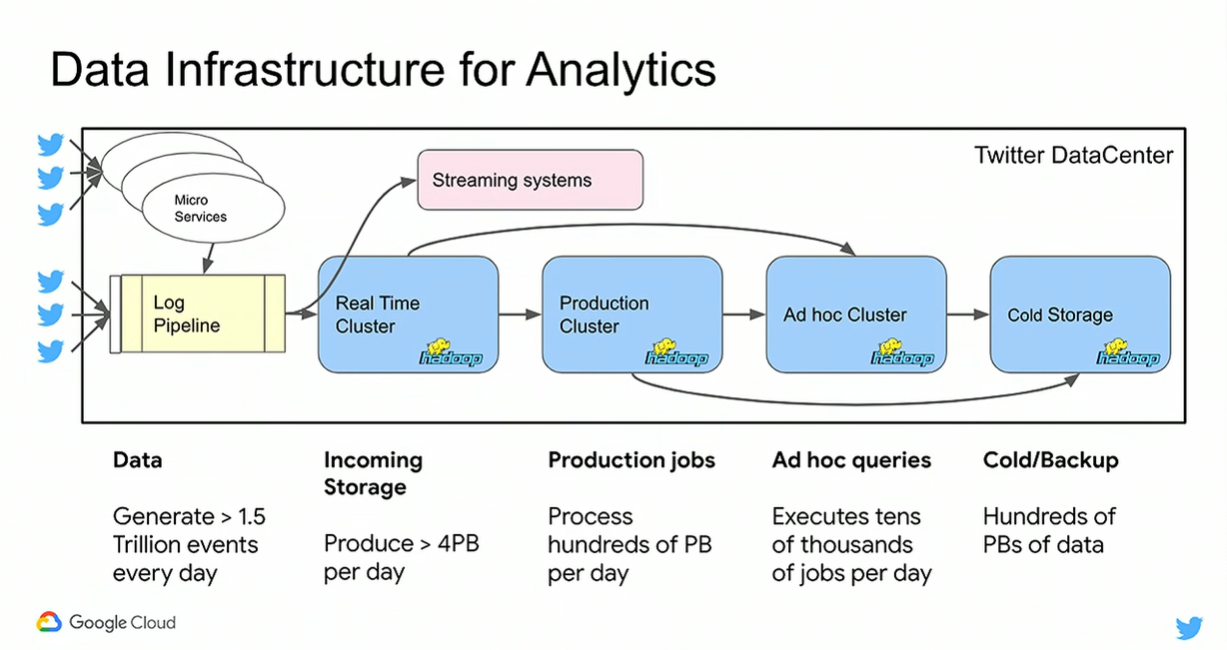 Data Infrastructure for Analytics
Twitter DataCenter
Micro
Services
Streaming systems
Log
Pipeline
Real Time
Cluster
hadoop
Production
Cluster
hadoop
Ad hoc Cluster
hadoop
Cold Storage
hadoop
Data
Generate > 1.5
Trillion events
every day
Incoming
Storage
Produce > 4PB
per day
Production jobs
Process
hundreds of PB
per day
Ad hoc queries
Executes tens
of thousands
of jobs per day
Cold/Backup
Hundreds of
PBs of data
Google Cloud